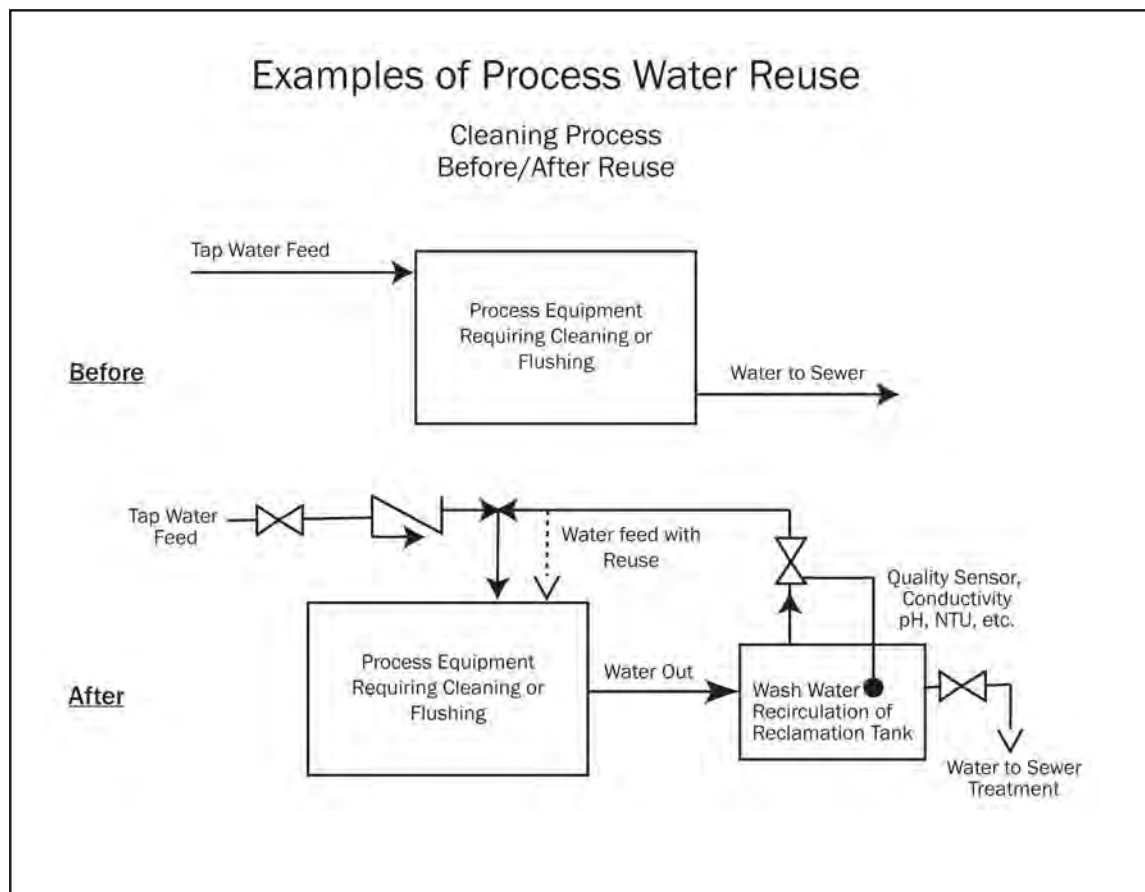 Examples of Process Water Reuse
Cleaning Process
Before/After Reuse
Tap Water Feed
Process Equipment
Requiring Cleaning or
Flushing
Before
Water to Sewer
Tap Water
Feed
Water feed with
Reuse
Quality Sensor,
Conductivity
pH, NTU, etc.
Process Equipment
Requiring Cleaning or
Flushing
Water Out
After
Wash Water
Recirculation of
Reclamation Tank
Water to Sewer
Treatment